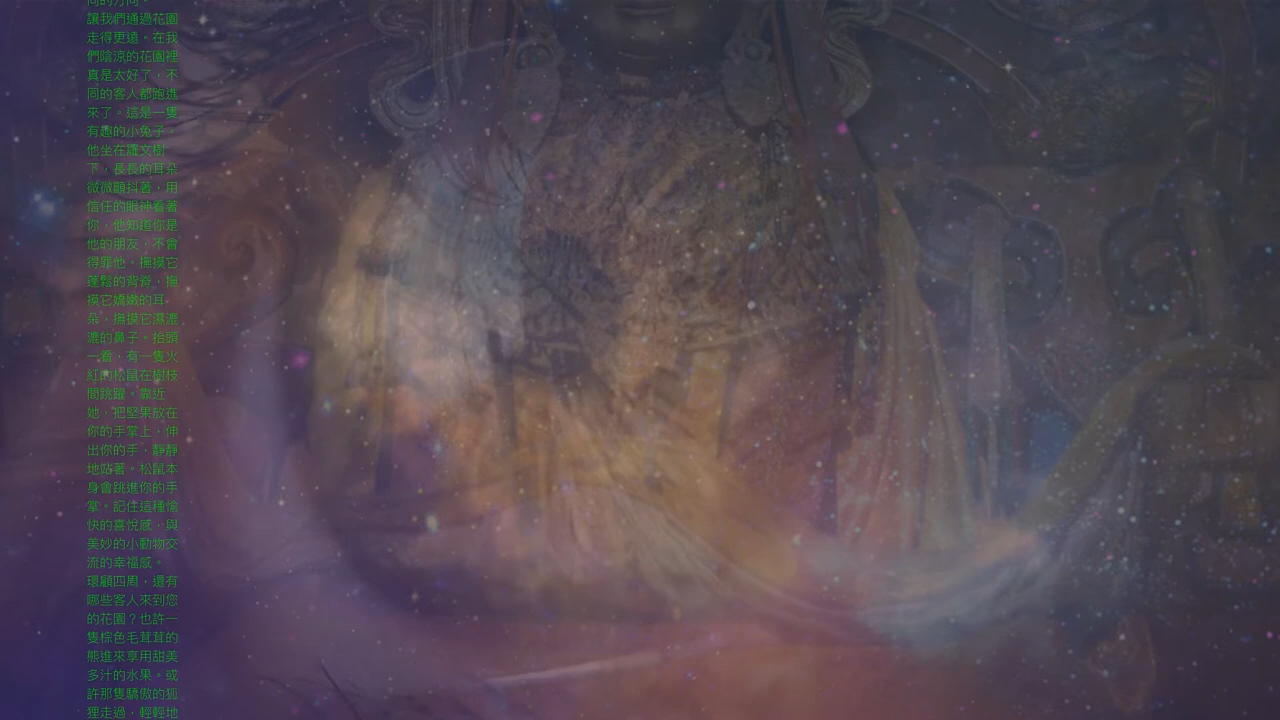 同的方向。
讓我們通過花園
走得更遠。在我
們陰涼的花園裡
真是太好了，不
同的客人都跑進
來了。這是一隻
有趣的小兔子。
他坐在羅文樹
下，長長的耳朵
微微顫抖著，用
信任的眼神看著
你，他知道你是
他的朋友，不會
得罪他。撫摸它
蓬鬆的背脊，撫
摸它嬌嫩的耳
朵，撫摸它濕漉
漉的鼻子。抬頭
一看，有一隻火
紅的松鼠在樹枝
間跳躍。靠近
她，把堅果放在
你的手掌上，伸
出你的手，靜靜
地站著。松鼠本
身會跳進你的手
掌。記住這種愉
快的喜悅感，與
美妙的小動物交
流的幸福感。
環顧四周，還有
哪些客人來到您
的花園？也許一
隻棕色毛茸茸的
熊進來享用甜美
多汁的水果。或
許那隻驕傲的狐
狸走過，輕輕地